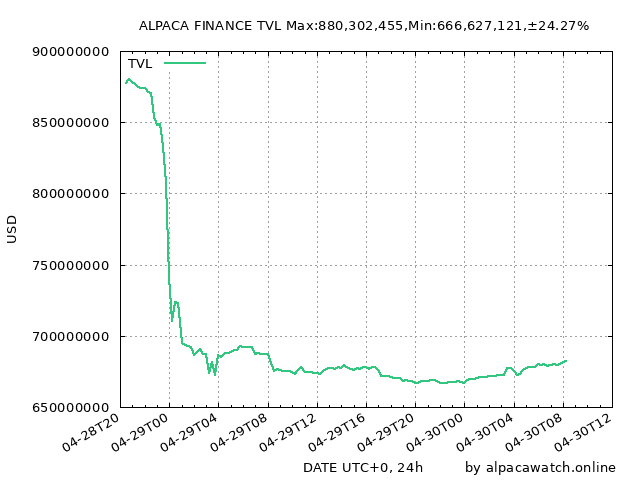 ALPACA FINANCE TVL Max:880,302,455,Min:666,627,121,±24.27%
900000000
TVL
850000000
800000000
USD
750000000
700000000
650000000
04-28T20 04-29T00 04-29T04 04-29T08 04-29T12 04-29T16 04-29T20 04-30T00 04-30T04 04-30T08 04-30T12
DATE UTC+0, 24h by alpacawatch.online